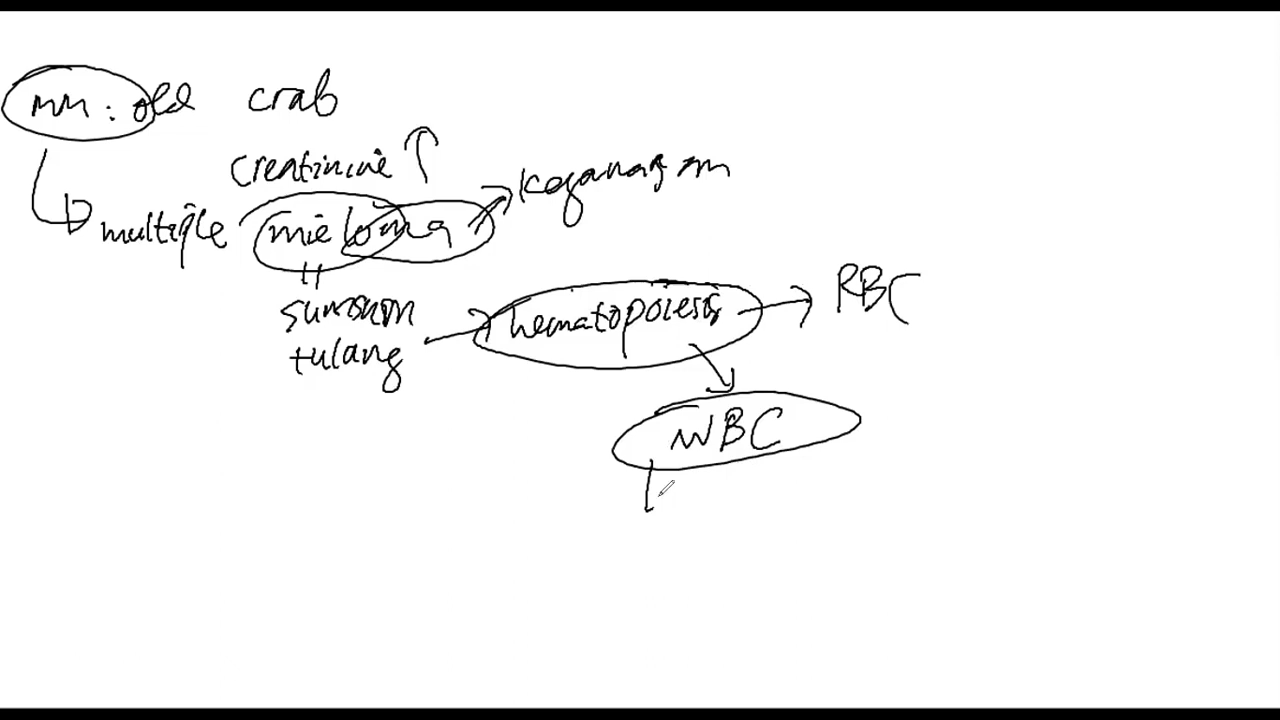 MM : old crab
creatinine ↑
multiple mieloma → keganasan
sumsum tulang → hematopoiesis → RBC
WBC